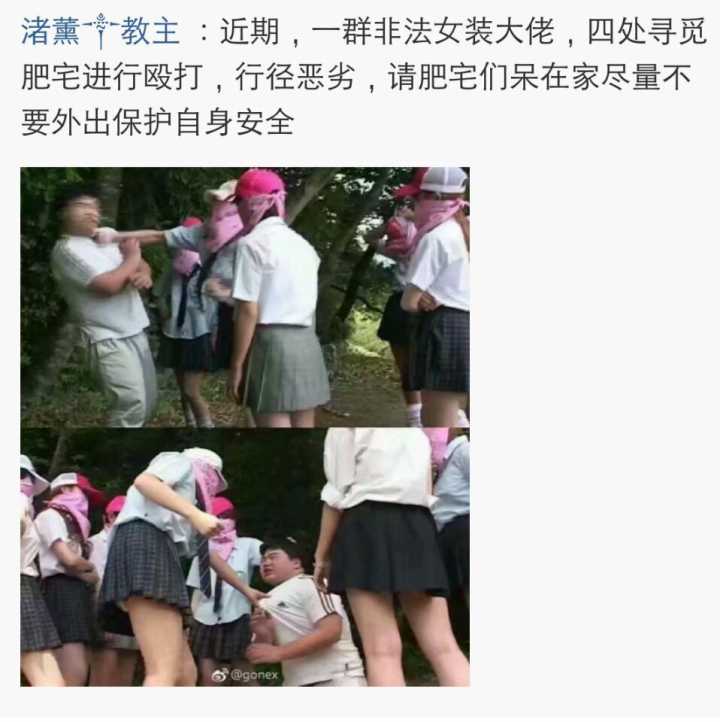 渚薰༒教主 ：近期，一群非法女装大佬，四处寻觅
肥宅进行殴打，行径恶劣，请肥宅们呆在家尽量不
要外出保护自身安全
@gonex